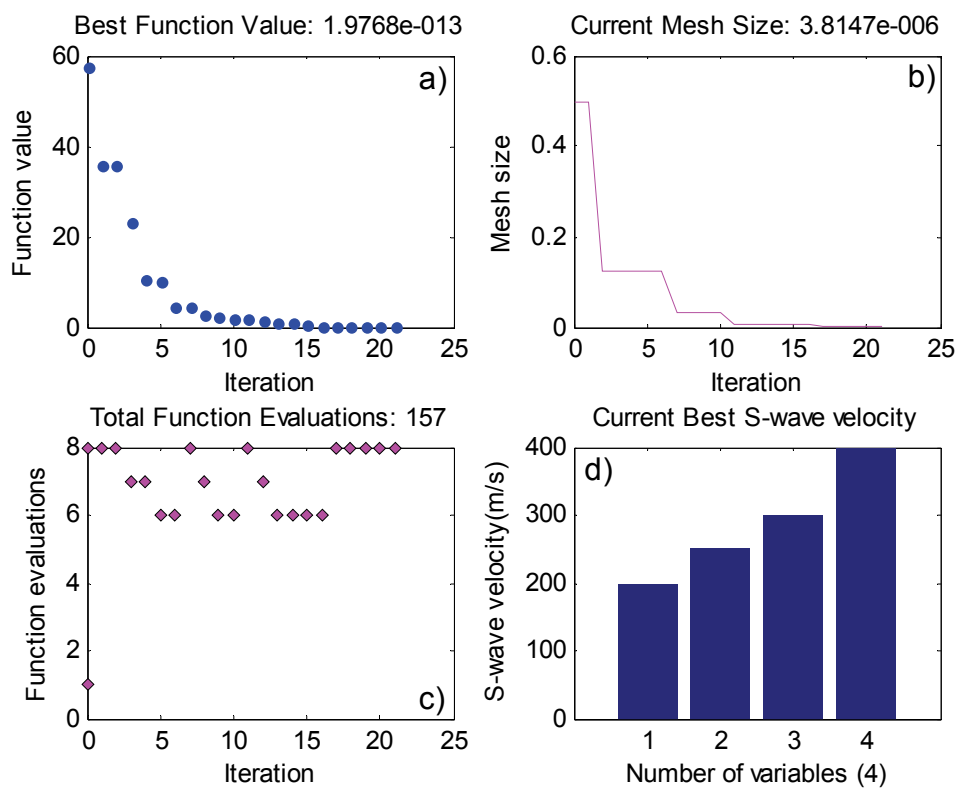 Best Function Value: 1.9768e-013
a)
60
40
20
0
Function value
0 5 10 15 20 25
Iteration
Current Mesh Size: 3.8147e-006
b)
0.6
0.4
0.2
0
Mesh size
0 5 10 15 20 25
Iteration
Total Function Evaluations: 157
8
6
4
2
0
Function evaluations
c)
0 5 10 15 20 25
Iteration
Current Best S-wave velocity
d)
400
300
200
100
0
S-wave velocity(m/s)
1 2 3 4
Number of variables (4)